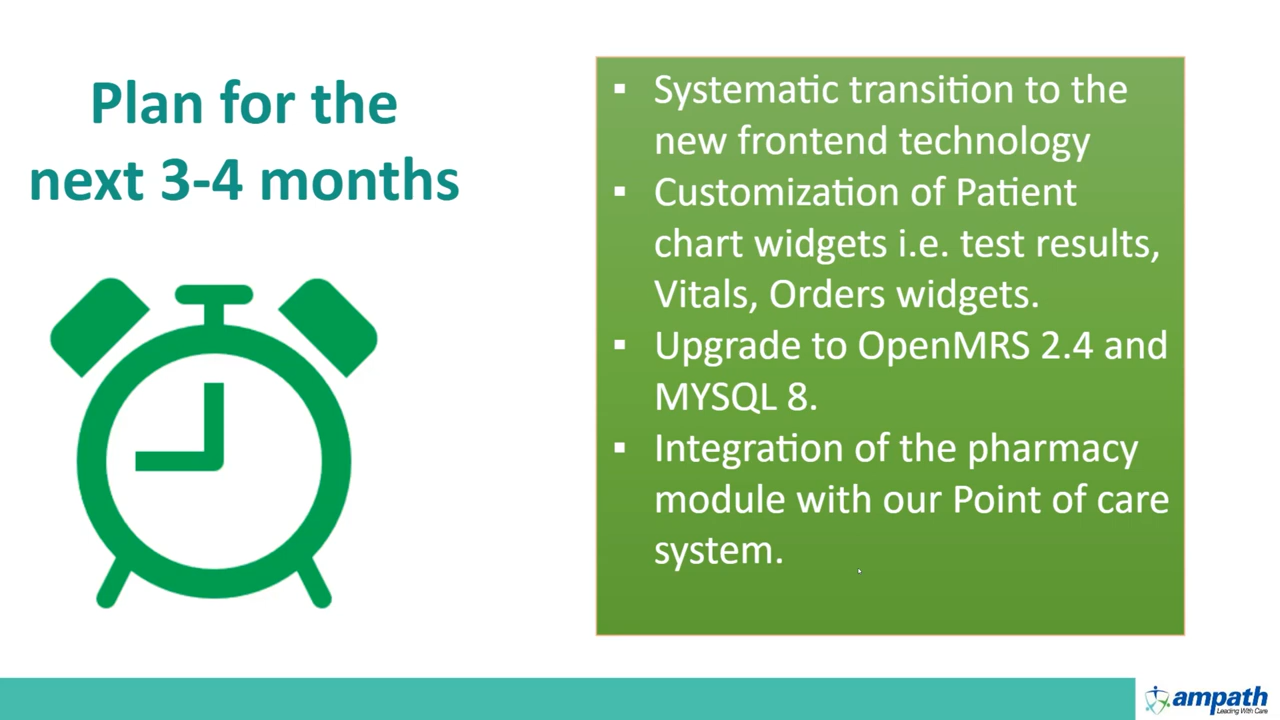 Plan for the
next 3-4 months
▪ Systematic transition to the
new frontend technology
▪ Customization of Patient
chart widgets i.e. test results,
Vitals, Orders widgets.
▪ Upgrade to OpenMRS 2.4 and
MYSQL 8.
▪ Integration of the pharmacy
module with our Point of care
system.
ampath
Leading With Care